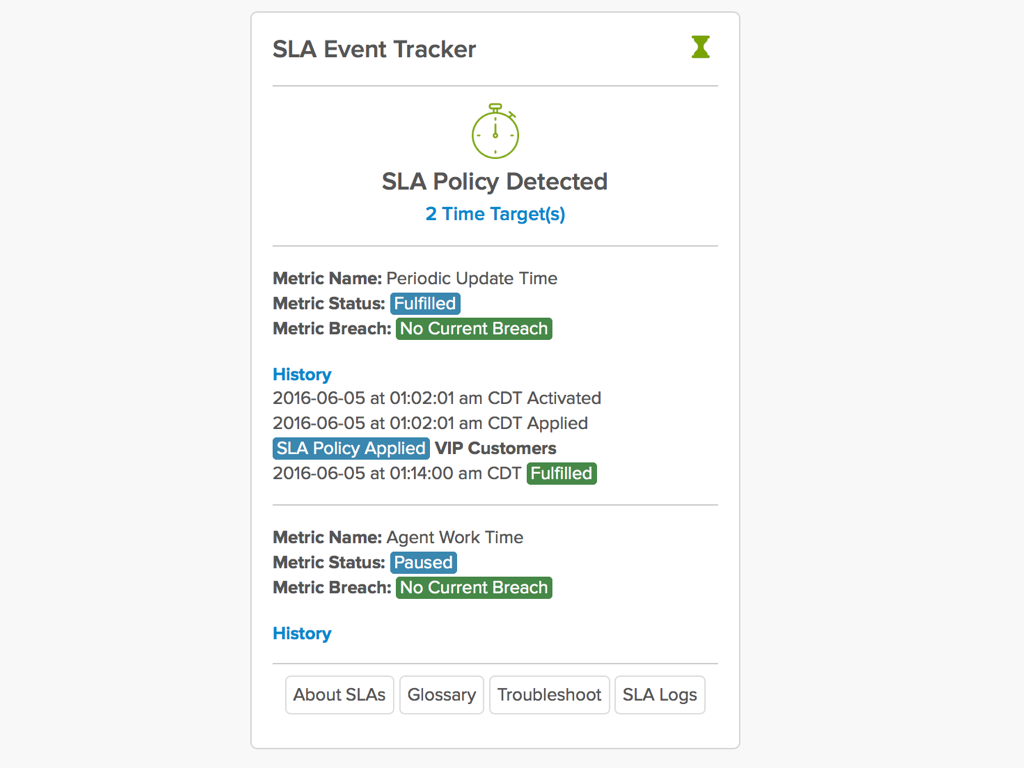 SLA Event Tracker
SLA Policy Detected
2 Time Target(s)
Metric Name: Periodic Update Time
Metric Status: Fulfilled
Metric Breach: No Current Breach
History
2016-06-05 at 01:02:01 am CDT Activated
2016-06-05 at 01:02:01 am CDT Applied
SLA Policy Applied VIP Customers
2016-06-05 at 01:14:00 am CDT Fulfilled
Metric Name: Agent Work Time
Metric Status: Paused
Metric Breach: No Current Breach
History
About SLAs Glossary Troubleshoot SLA Logs